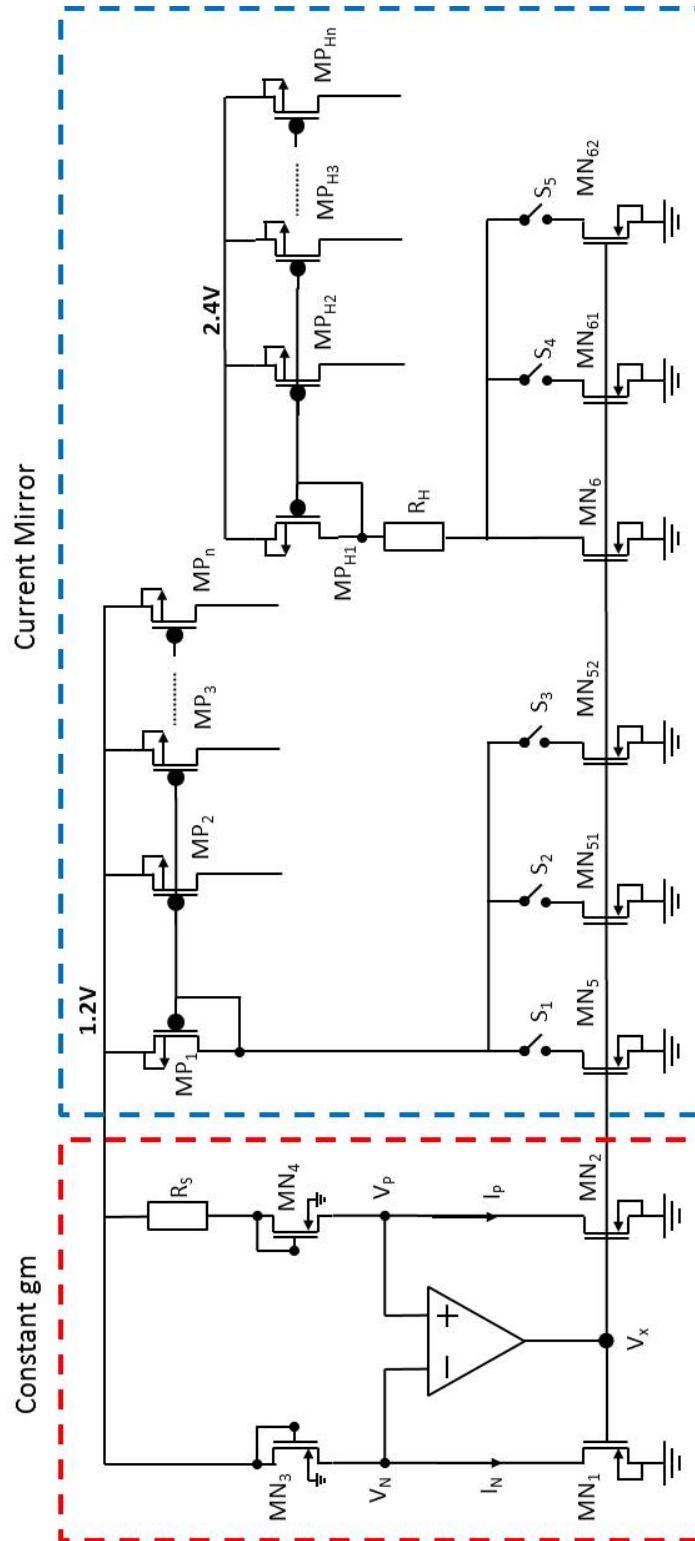 Constant gm
Current Mirror
1.2V
2.4V
R_S
MN_3
MN_4
V_N
V_P
I_N
I_P
MN_1
MN_2
V_x
MP_1
MP_2
MP_3
MP_n
MP_H1
MP_H2
MP_H3
MP_Hn
R_H
S_1
S_2
S_3
S_4
S_5
MN_5
MN_51
MN_52
MN_6
MN_61
MN_62